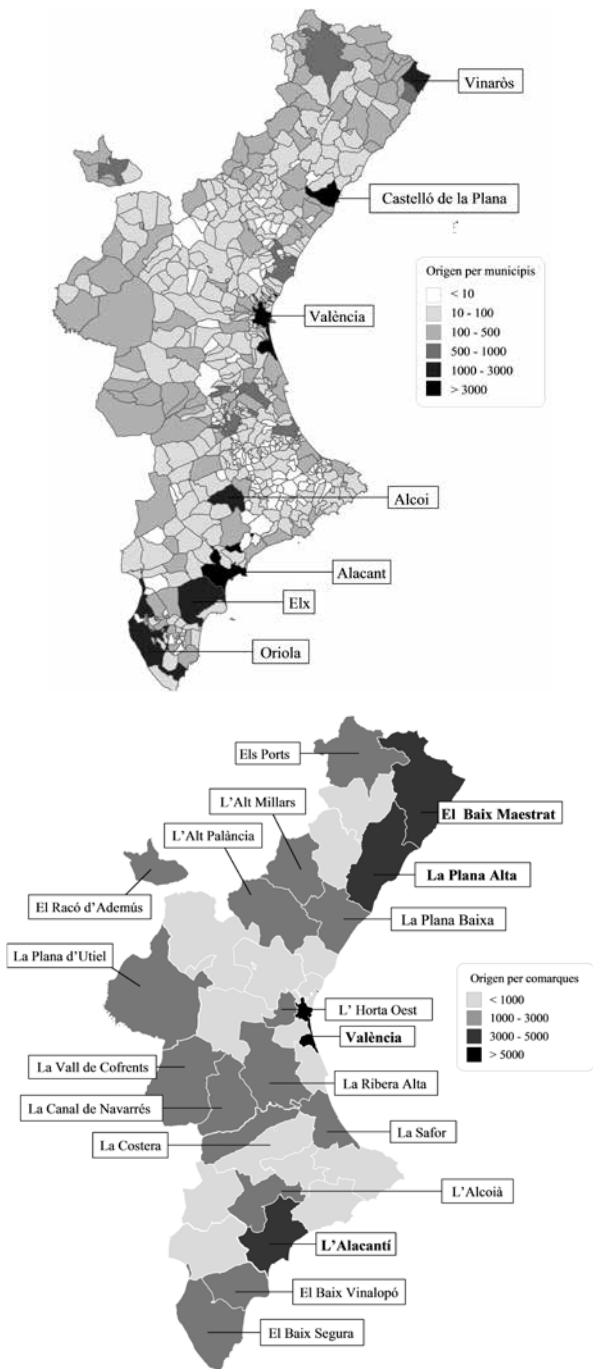 Vinaròs
Castelló de la Plana
Origen per municipis
< 10
10 - 100
100 - 500
500 - 1000
1000 - 3000
> 3000
València
Alcoi
Alacant
Elx
Oriola
Els Ports
L'Alt Millars
El Baix Maestrat
L'Alt Palància
La Plana Alta
El Racó d'Ademús
La Plana Baixa
La Plana d'Utiel
Origen per comarques
< 1000
1000 - 3000
3000 - 5000
> 5000
L' Horta Oest
València
La Vall de Cofrents
La Ribera Alta
La Canal de Navarrés
La Safor
La Costera
L'Alcoià
L'Alacantí
El Baix Vinalopó
El Baix Segura